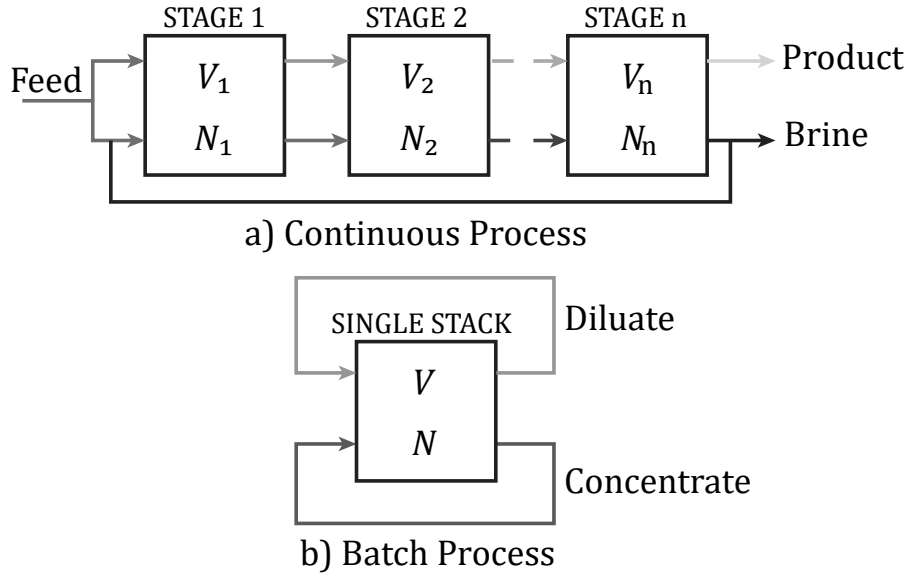 STAGE 1 STAGE 2 STAGE n
Feed V₁ V₂ Vₙ Product
N₁ N₂ Nₙ Brine
a) Continuous Process
SINGLE STACK Diluate
V
N
Concentrate
b) Batch Process